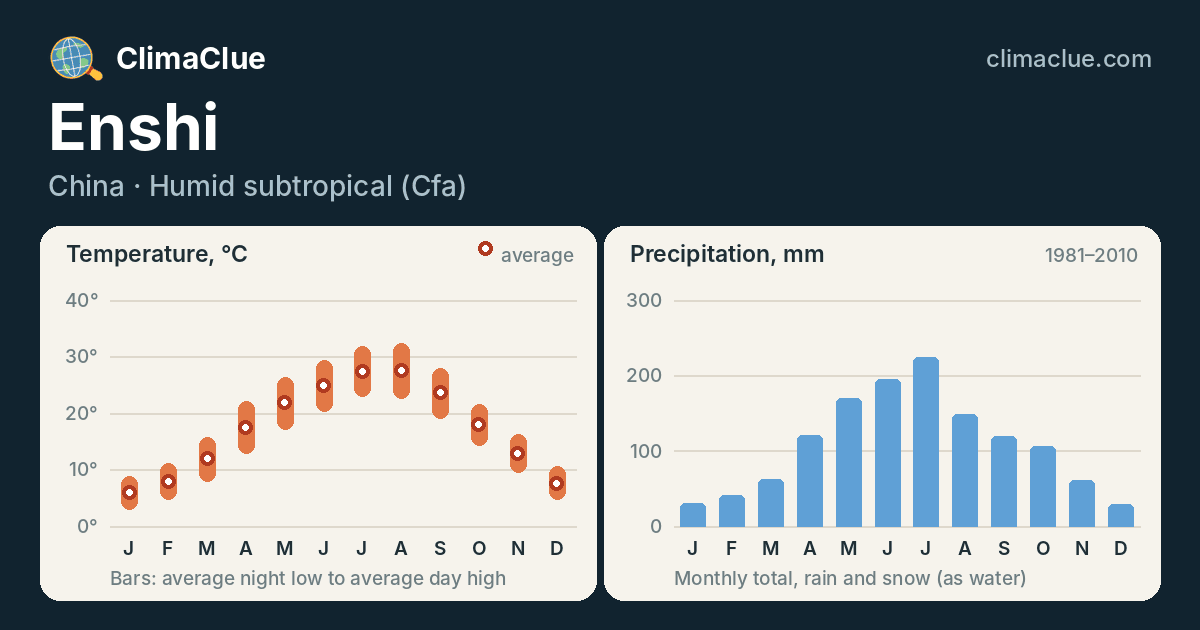 ClimaClue
climaclue.com
Enshi
China · Humid subtropical (Cfa)
Temperature, °C
average
40°
30°
20°
10°
0°
J F M A M J J A S O N D
Bars: average night low to average day high
Precipitation, mm
1981–2010
300
200
100
0
J F M A M J J A S O N D
Monthly total, rain and snow (as water)